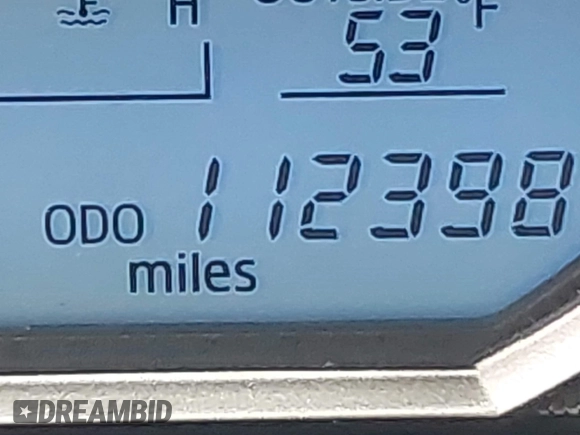 H °F
53
ODO 112398
miles
DREAMBID